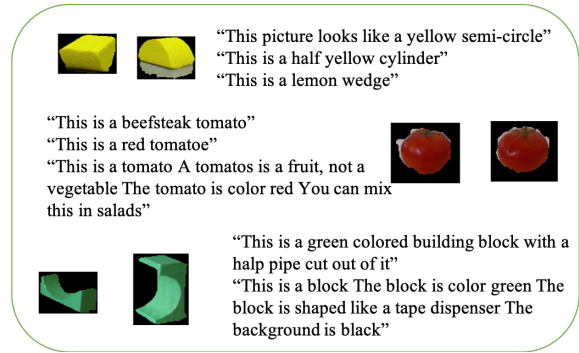 “This picture looks like a yellow semi-circle”
“This is a half yellow cylinder”
“This is a lemon wedge”
“This is a beefsteak tomato”
“This is a red tomatoe”
“This is a tomato A tomatos is a fruit, not a
vegetable The tomato is color red You can mix
this in salads”
“This is a green colored building block with a
halp pipe cut out of it”
“This is a block The block is color green The
block is shaped like a tape dispenser The
background is black”